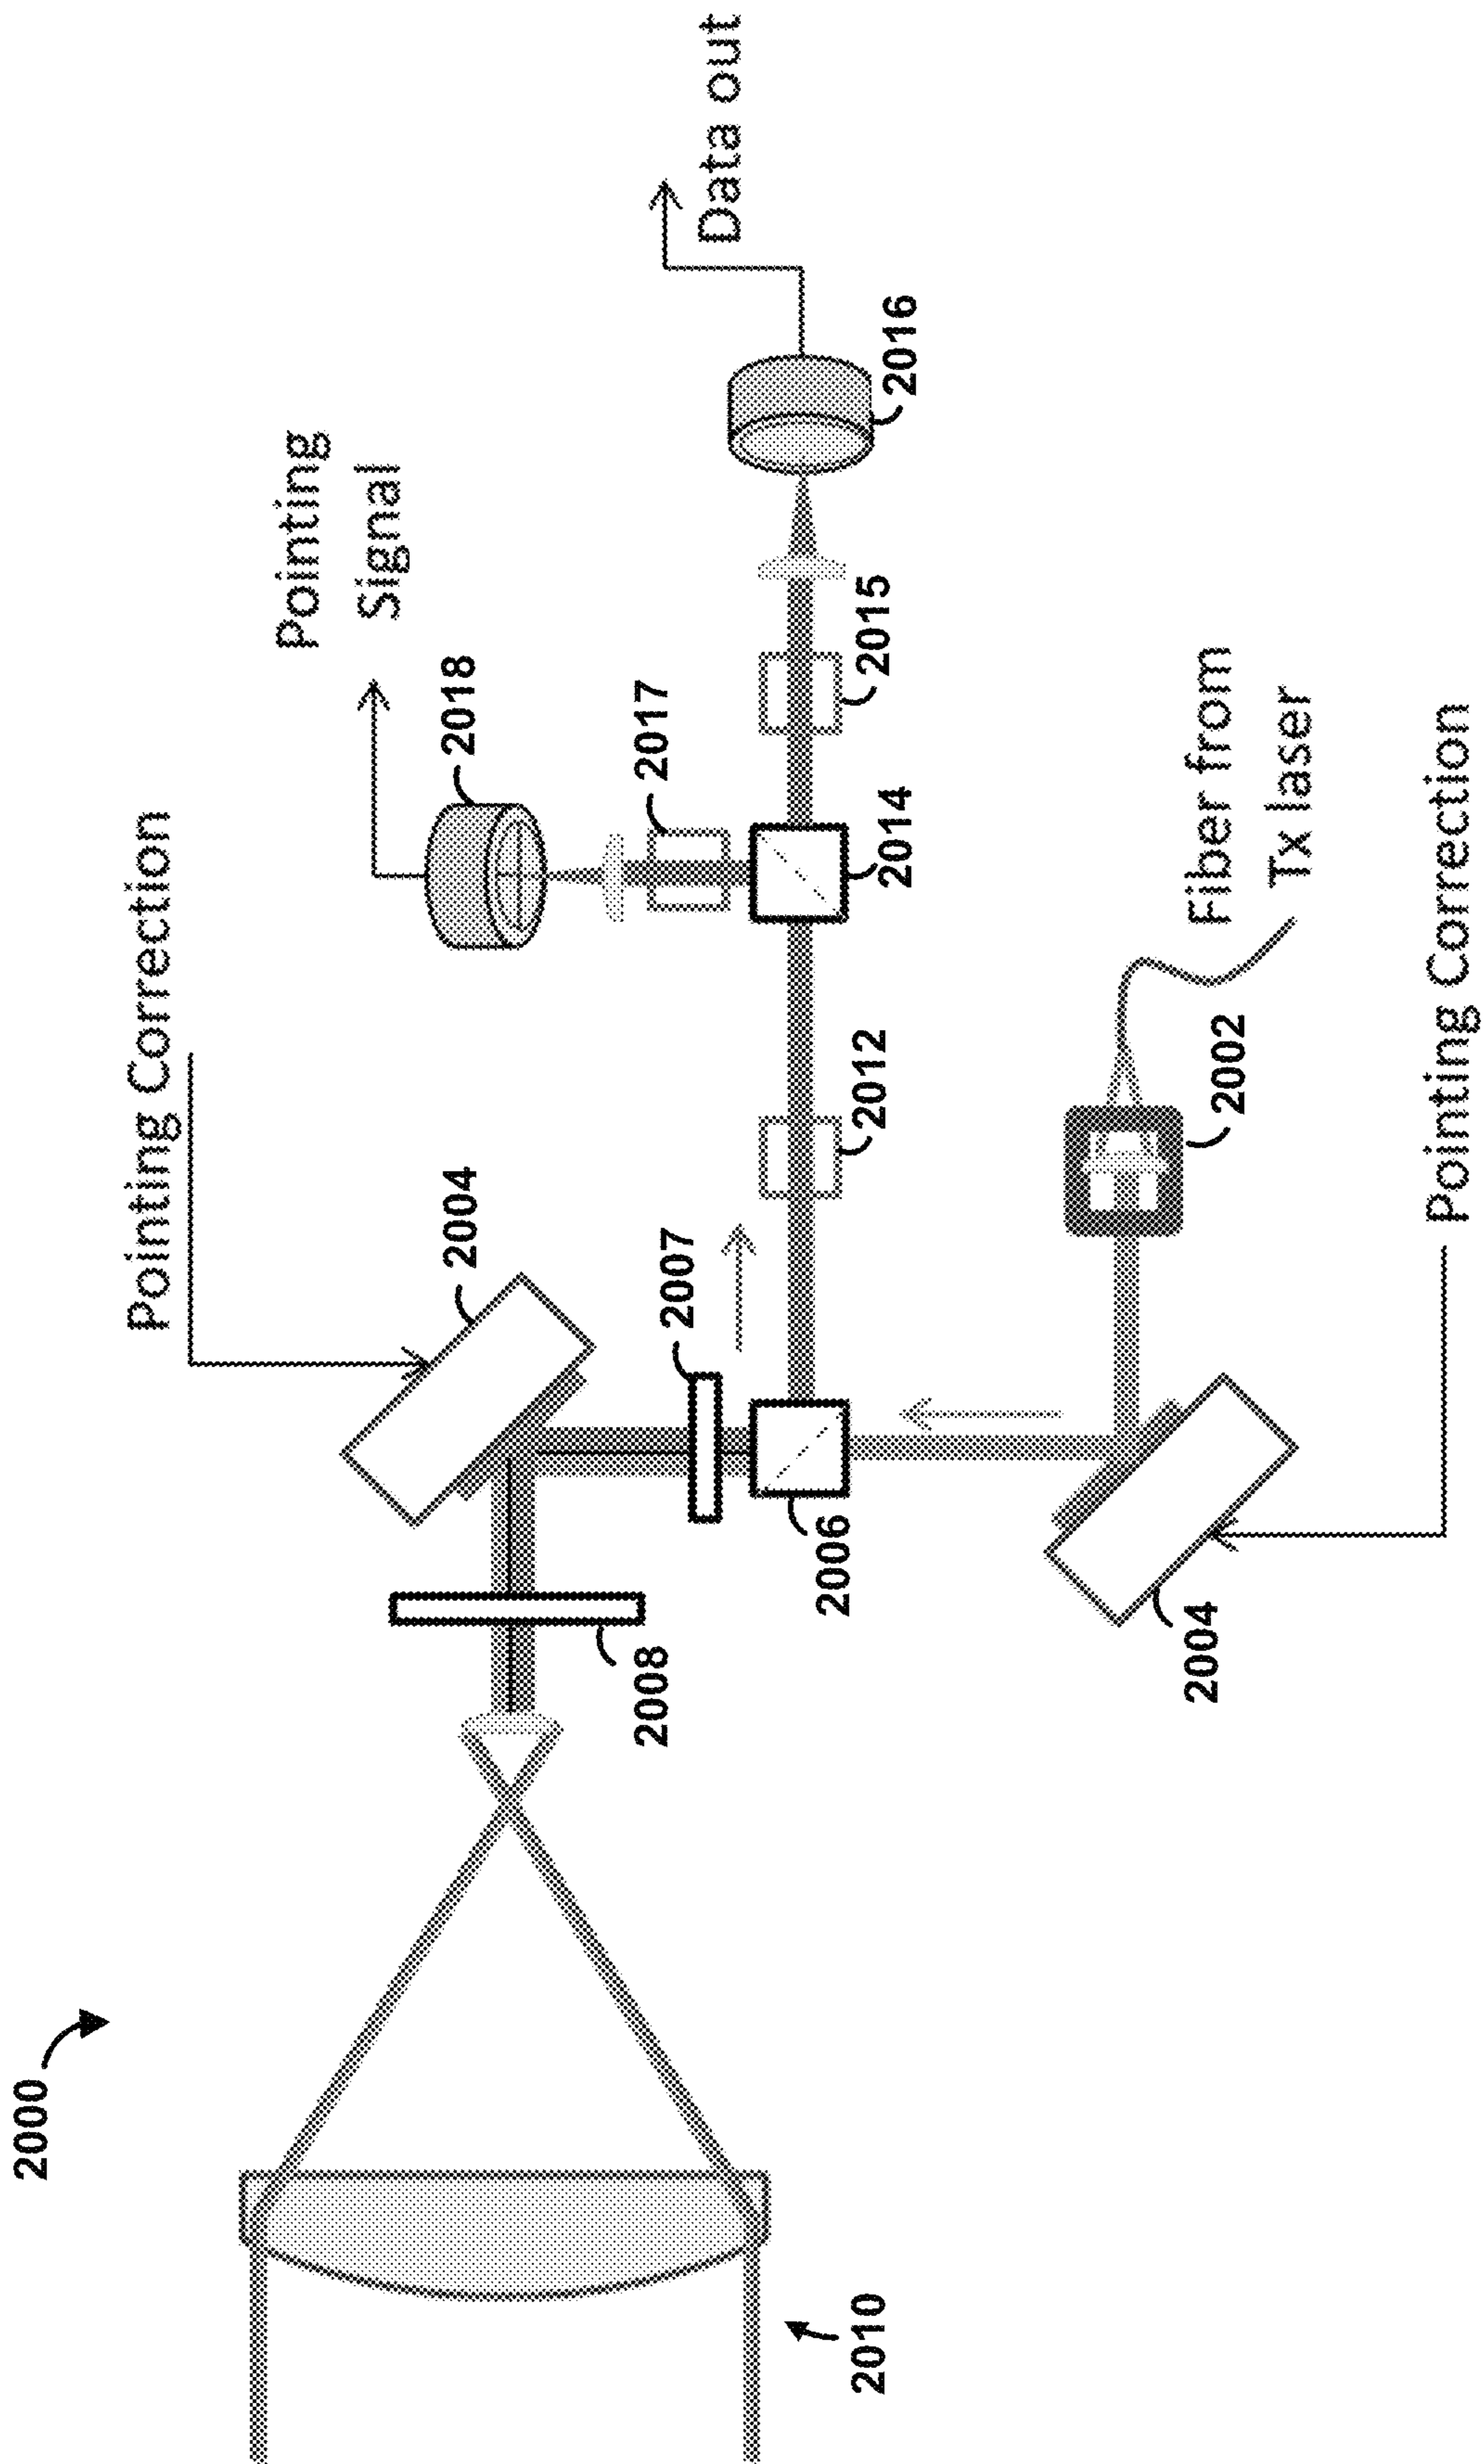 2000
Pointing Correction
Pointing
Signal
2018
2004
2017
Data out
2007
2012
2014
2015
2016
2008
2006
2010
2002
Fiber from
Tx laser
2004
Pointing Correction